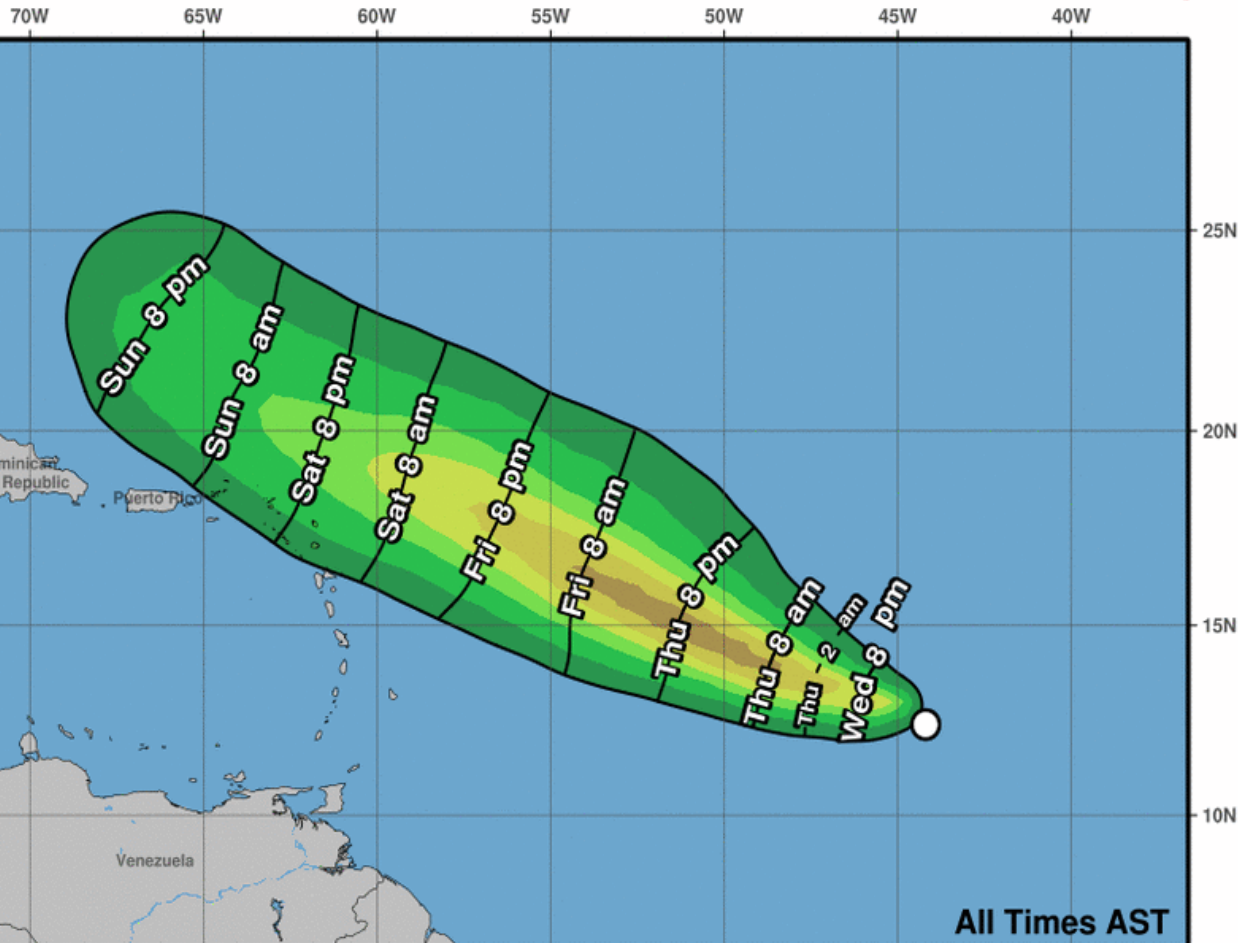 70W 65W 60W 55W 50W 45W 40W
25N
20N
15N
10N
Sun 8 pm
Sun 8 am
Sat 8 pm
Sat 8 am
Fri 8 pm
Fri 8 am
Thu 8 pm
Thu 8 am
Thu 2 am
Wed 8 pm
minican
Republic
Puerto Rico
Venezuela
All Times AST